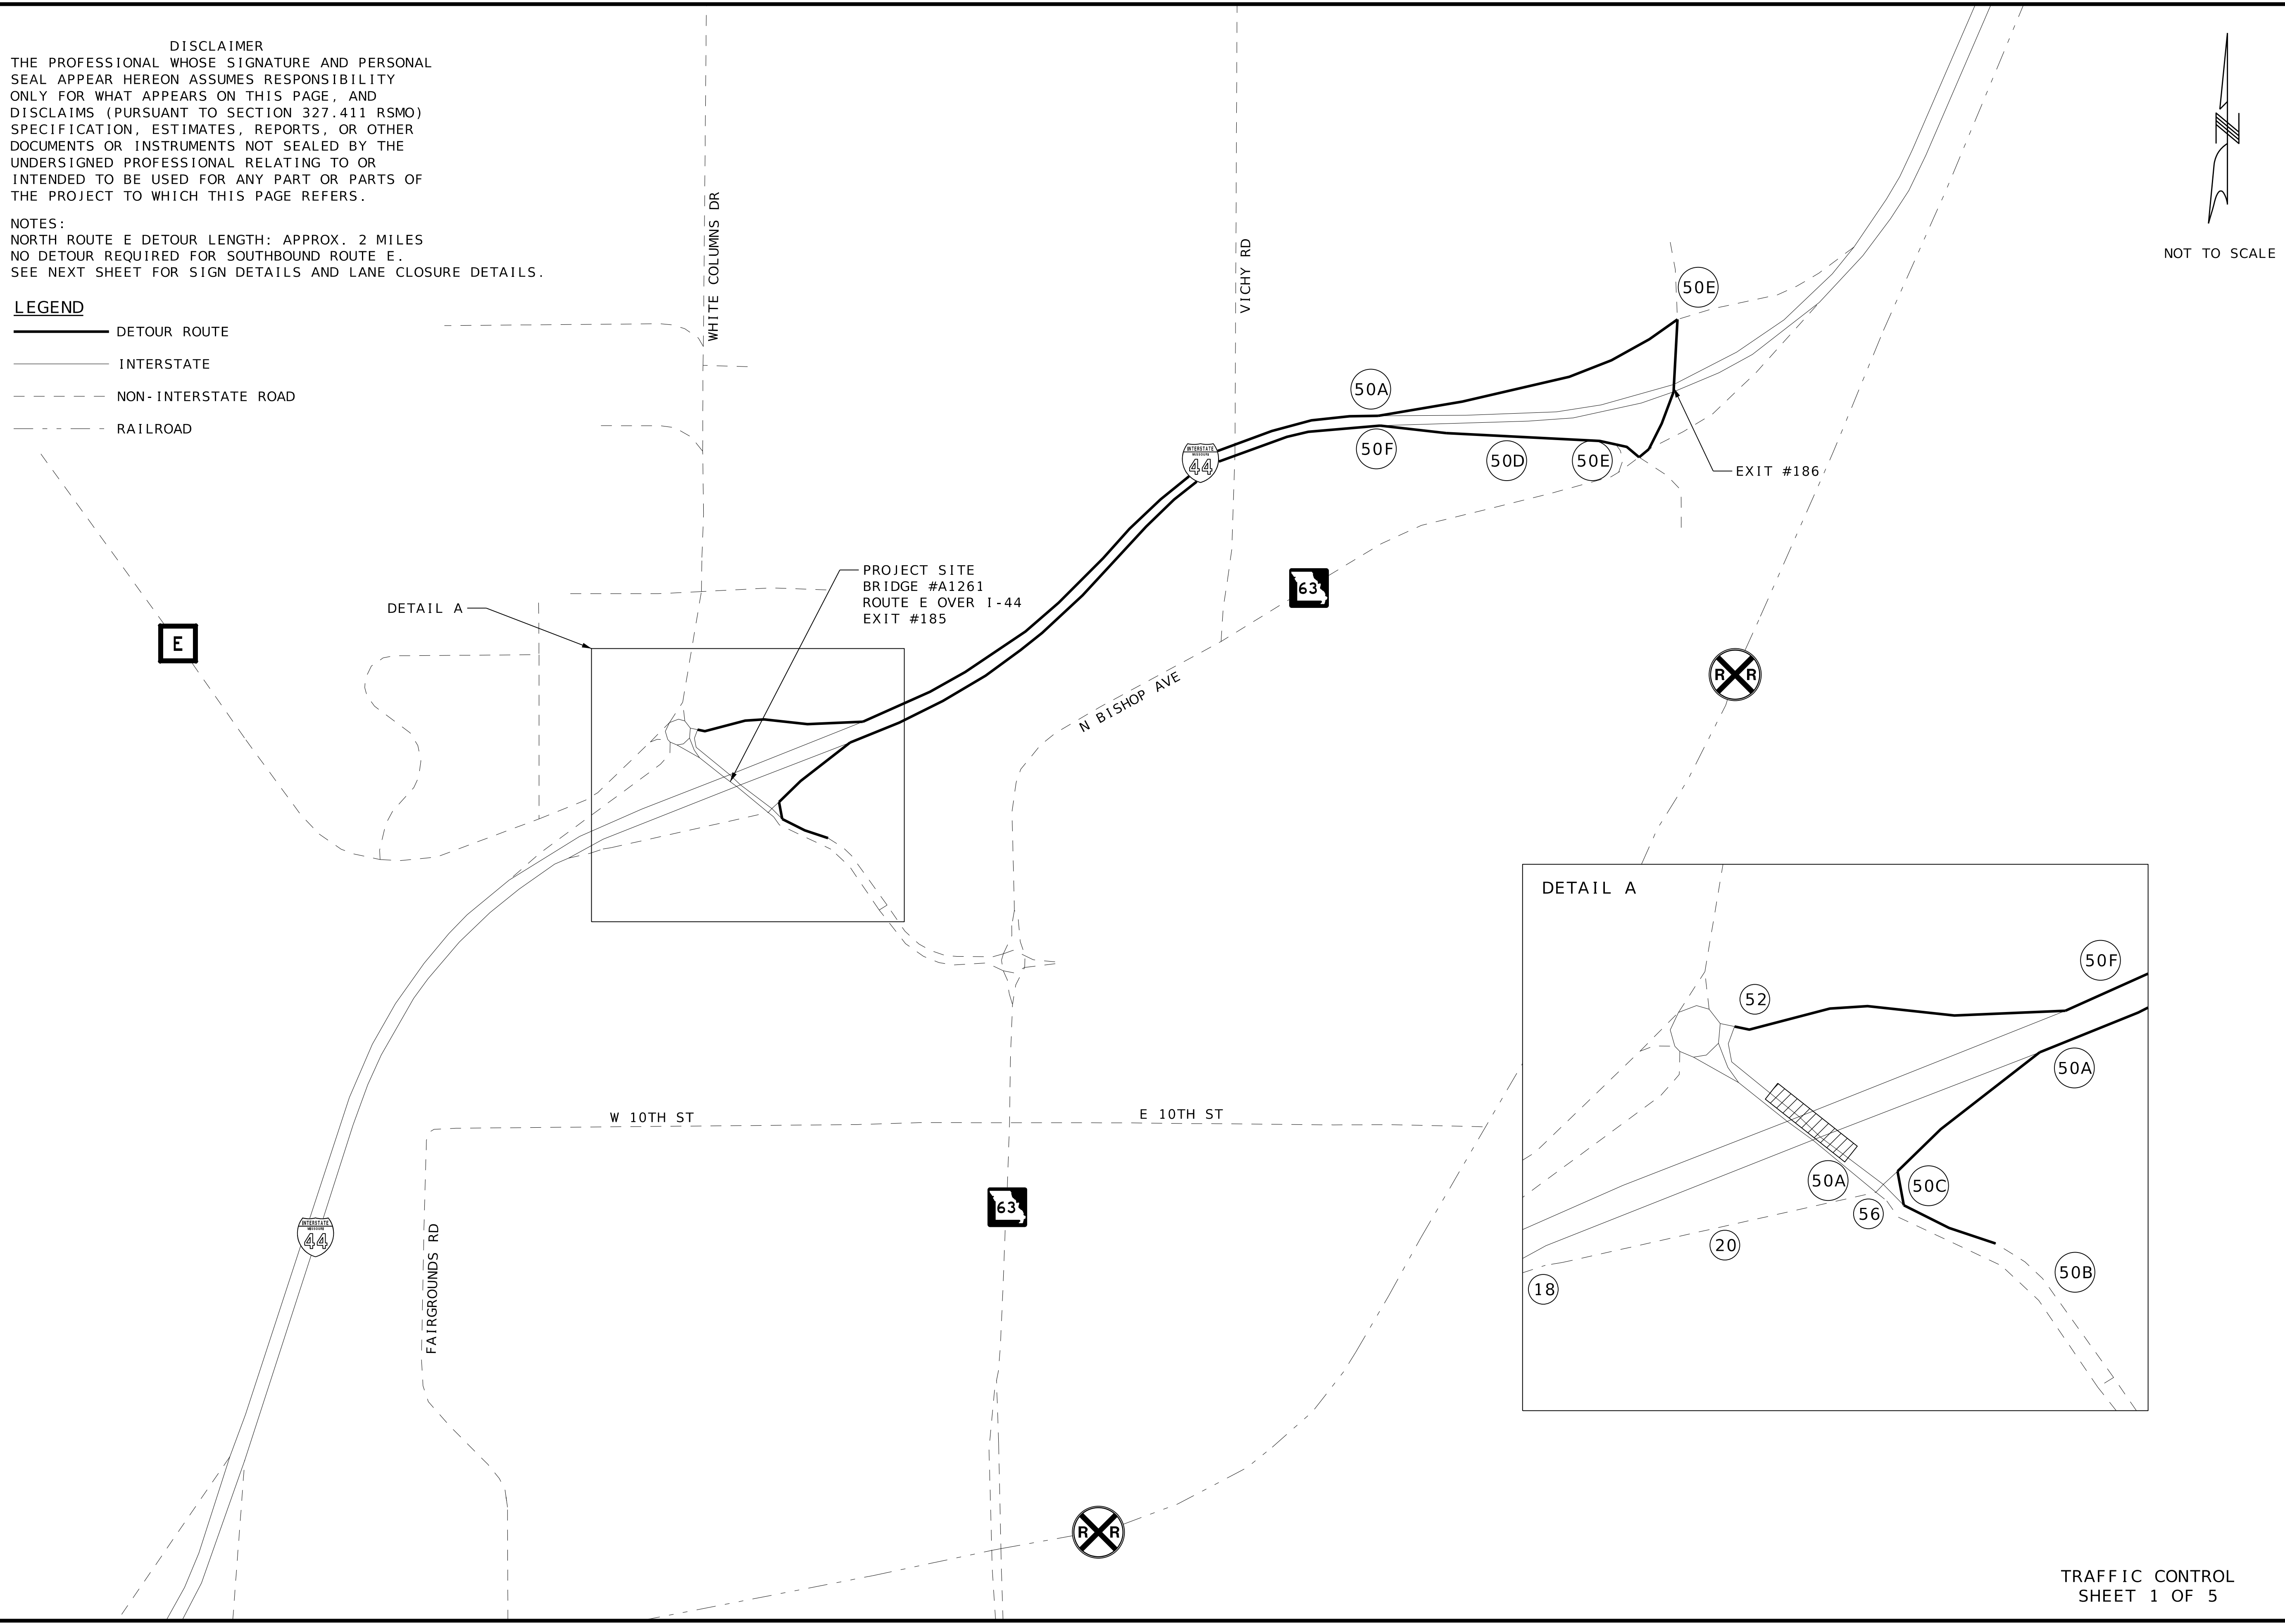 DISCLAIMER
THE PROFESSIONAL WHOSE SIGNATURE AND PERSONAL
SEAL APPEAR HEREON ASSUMES RESPONSIBILITY
ONLY FOR WHAT APPEARS ON THIS PAGE, AND
DISCLAIMS (PURSUANT TO SECTION 327.411 RSMO)
SPECIFICATION, ESTIMATES, REPORTS, OR OTHER
DOCUMENTS OR INSTRUMENTS NOT SEALED BY THE
UNDERSIGNED PROFESSIONAL RELATING TO OR
INTENDED TO BE USED FOR ANY PART OR PARTS OF
THE PROJECT TO WHICH THIS PAGE REFERS.
NOTES:
NORTH ROUTE E DETOUR LENGTH: APPROX. 2 MILES
NO DETOUR REQUIRED FOR SOUTHBOUND ROUTE E.
SEE NEXT SHEET FOR SIGN DETAILS AND LANE CLOSURE DETAILS.
LEGEND
DETOUR ROUTE
INTERSTATE
NON-INTERSTATE ROAD
RAILROAD
WHITE COLUMNS DR
VICHY RD
N
NOT TO SCALE
50E
50A
50F
50D
50E
EXIT #186
INTERSTATE
MISSOURI
44
63
PROJECT SITE
BRIDGE #A1261
ROUTE E OVER I-44
EXIT #185
DETAIL A
E
N BISHOP AVE
R R
DETAIL A
50F
52
50A
50A
50C
56
20
50B
18
W 10TH ST
E 10TH ST
63
INTERSTATE
MISSOURI
44
FAIRGROUNDS RD
R R
TRAFFIC CONTROL
SHEET 1 OF 5